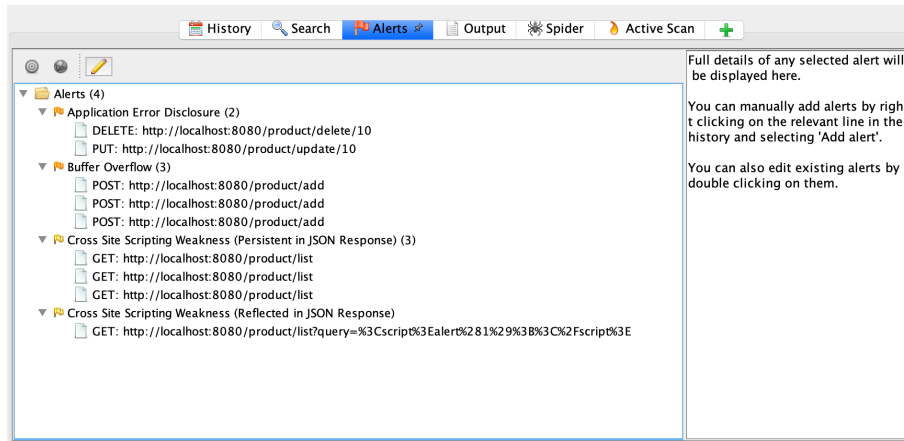 History Search Alerts Output Spider Active Scan
Full details of any selected alert will
be displayed here.
You can manually add alerts by righ
t clicking on the relevant line in the
history and selecting 'Add alert'.
You can also edit existing alerts by
double clicking on them.
Alerts (4)
Application Error Disclosure (2)
DELETE: http://localhost:8080/product/delete/10
PUT: http://localhost:8080/product/update/10
Buffer Overflow (3)
POST: http://localhost:8080/product/add
POST: http://localhost:8080/product/add
POST: http://localhost:8080/product/add
Cross Site Scripting Weakness (Persistent in JSON Response) (3)
GET: http://localhost:8080/product/list
GET: http://localhost:8080/product/list
GET: http://localhost:8080/product/list
Cross Site Scripting Weakness (Reflected in JSON Response)
GET: http://localhost:8080/product/list?query=%3Cscript%3Ealert%281%29%3B%3C%2Fscript%3E